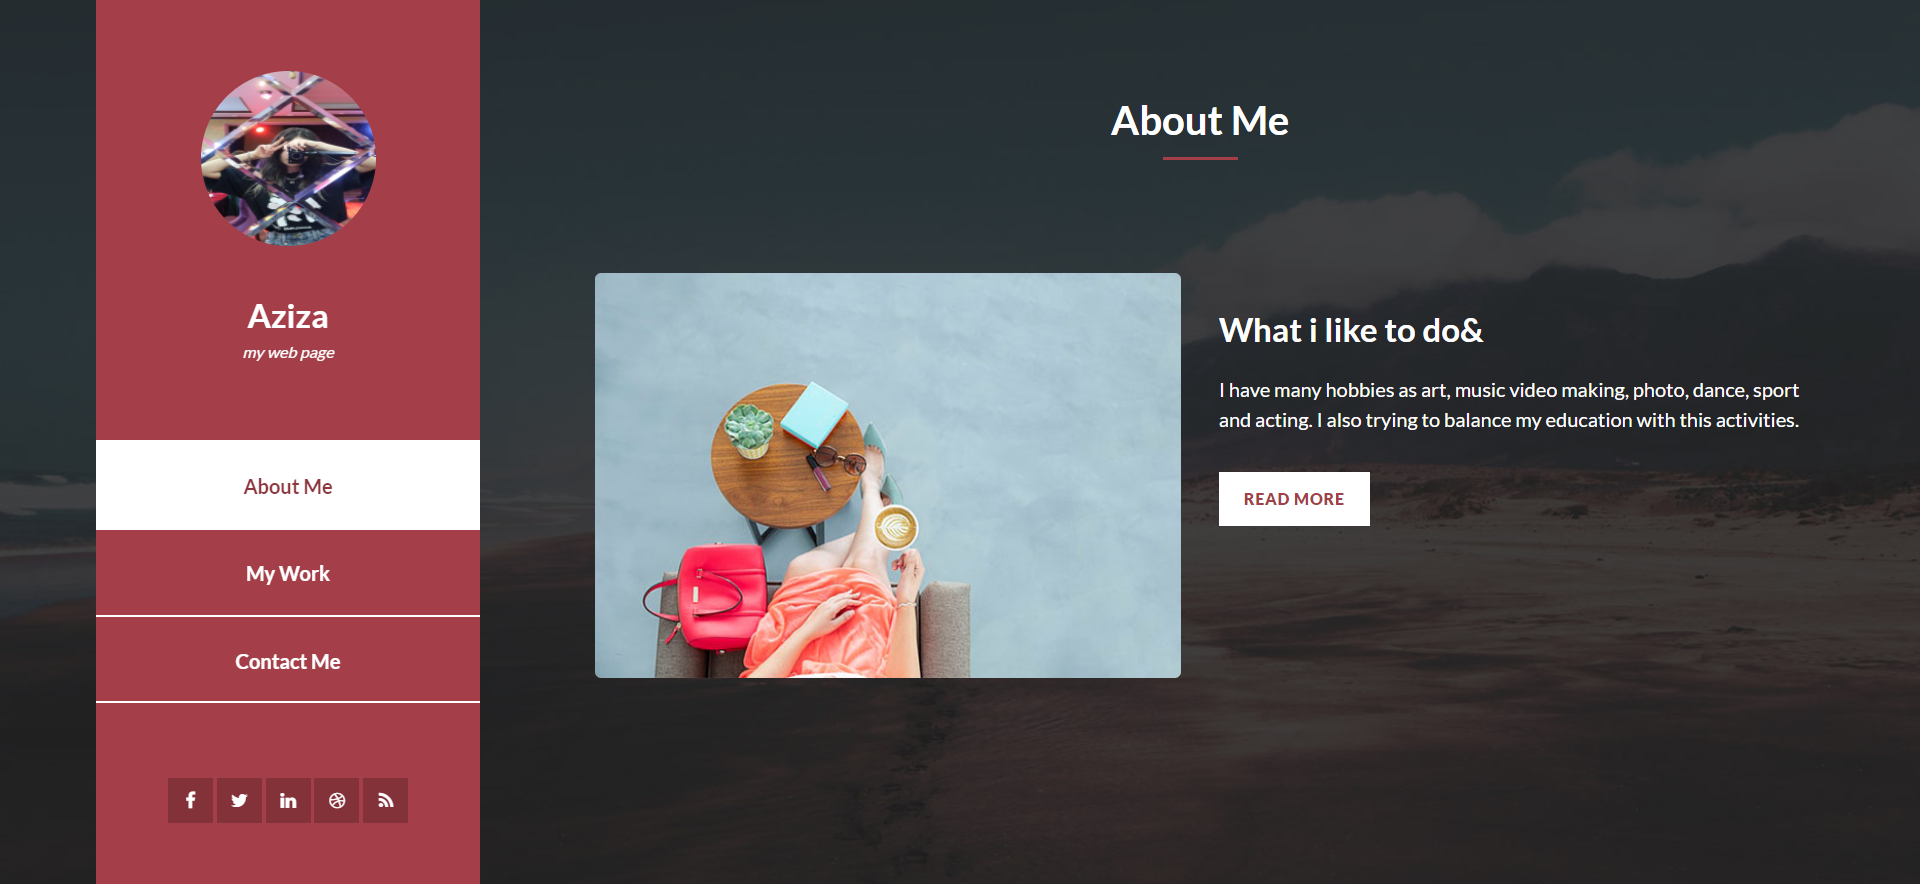 Aziza
my web page
About Me
My Work
Contact Me
About Me
What i like to do&
I have many hobbies as art, music video making, photo, dance, sport
and acting. I also trying to balance my education with this activities.
READ MORE